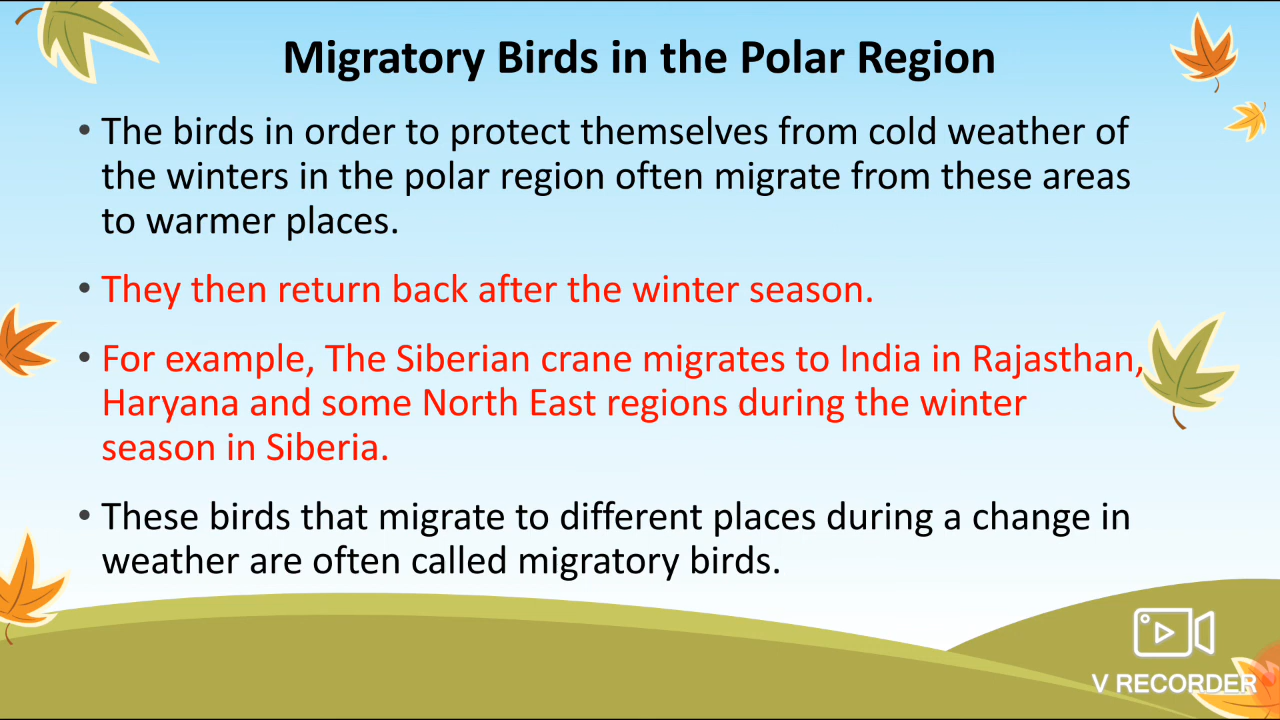 Migratory Birds in the Polar Region
• The birds in order to protect themselves from cold weather of
the winters in the polar region often migrate from these areas
to warmer places.
• They then return back after the winter season.
• For example, The Siberian crane migrates to India in Rajasthan,
Haryana and some North East regions during the winter
season in Siberia.
• These birds that migrate to different places during a change in
weather are often called migratory birds.
V RECORDER